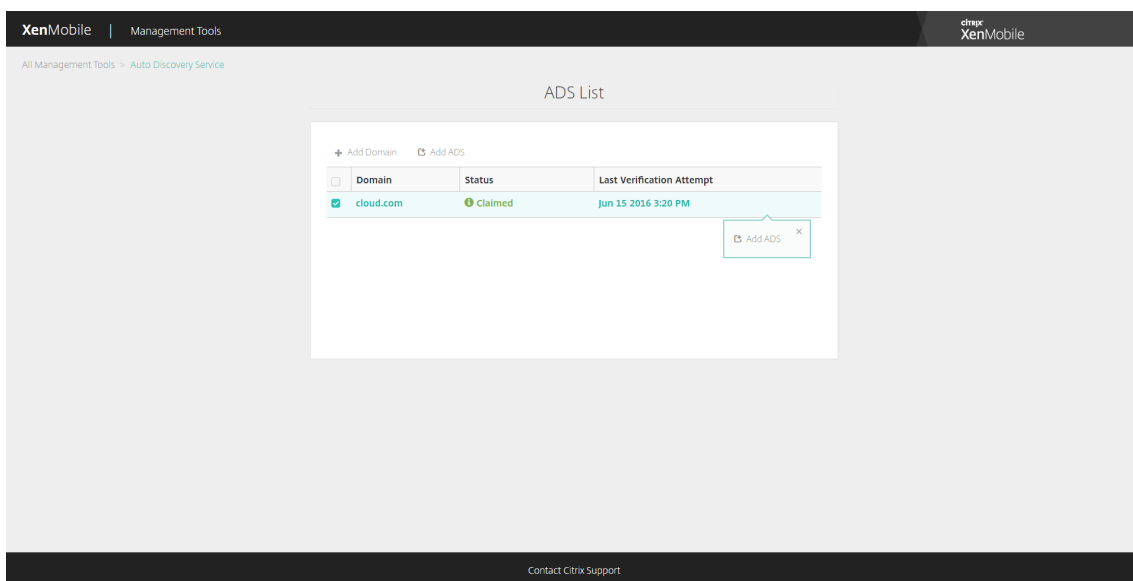 XenMobile | Management Tools
citrix
XenMobile
All Management Tools > Auto Discovery Service
ADS List
Add Domain Add ADS
Domain Status Last Verification Attempt
cloud.com Claimed Jun 15 2016 3:20 PM
Add ADS
Contact Citrix Support